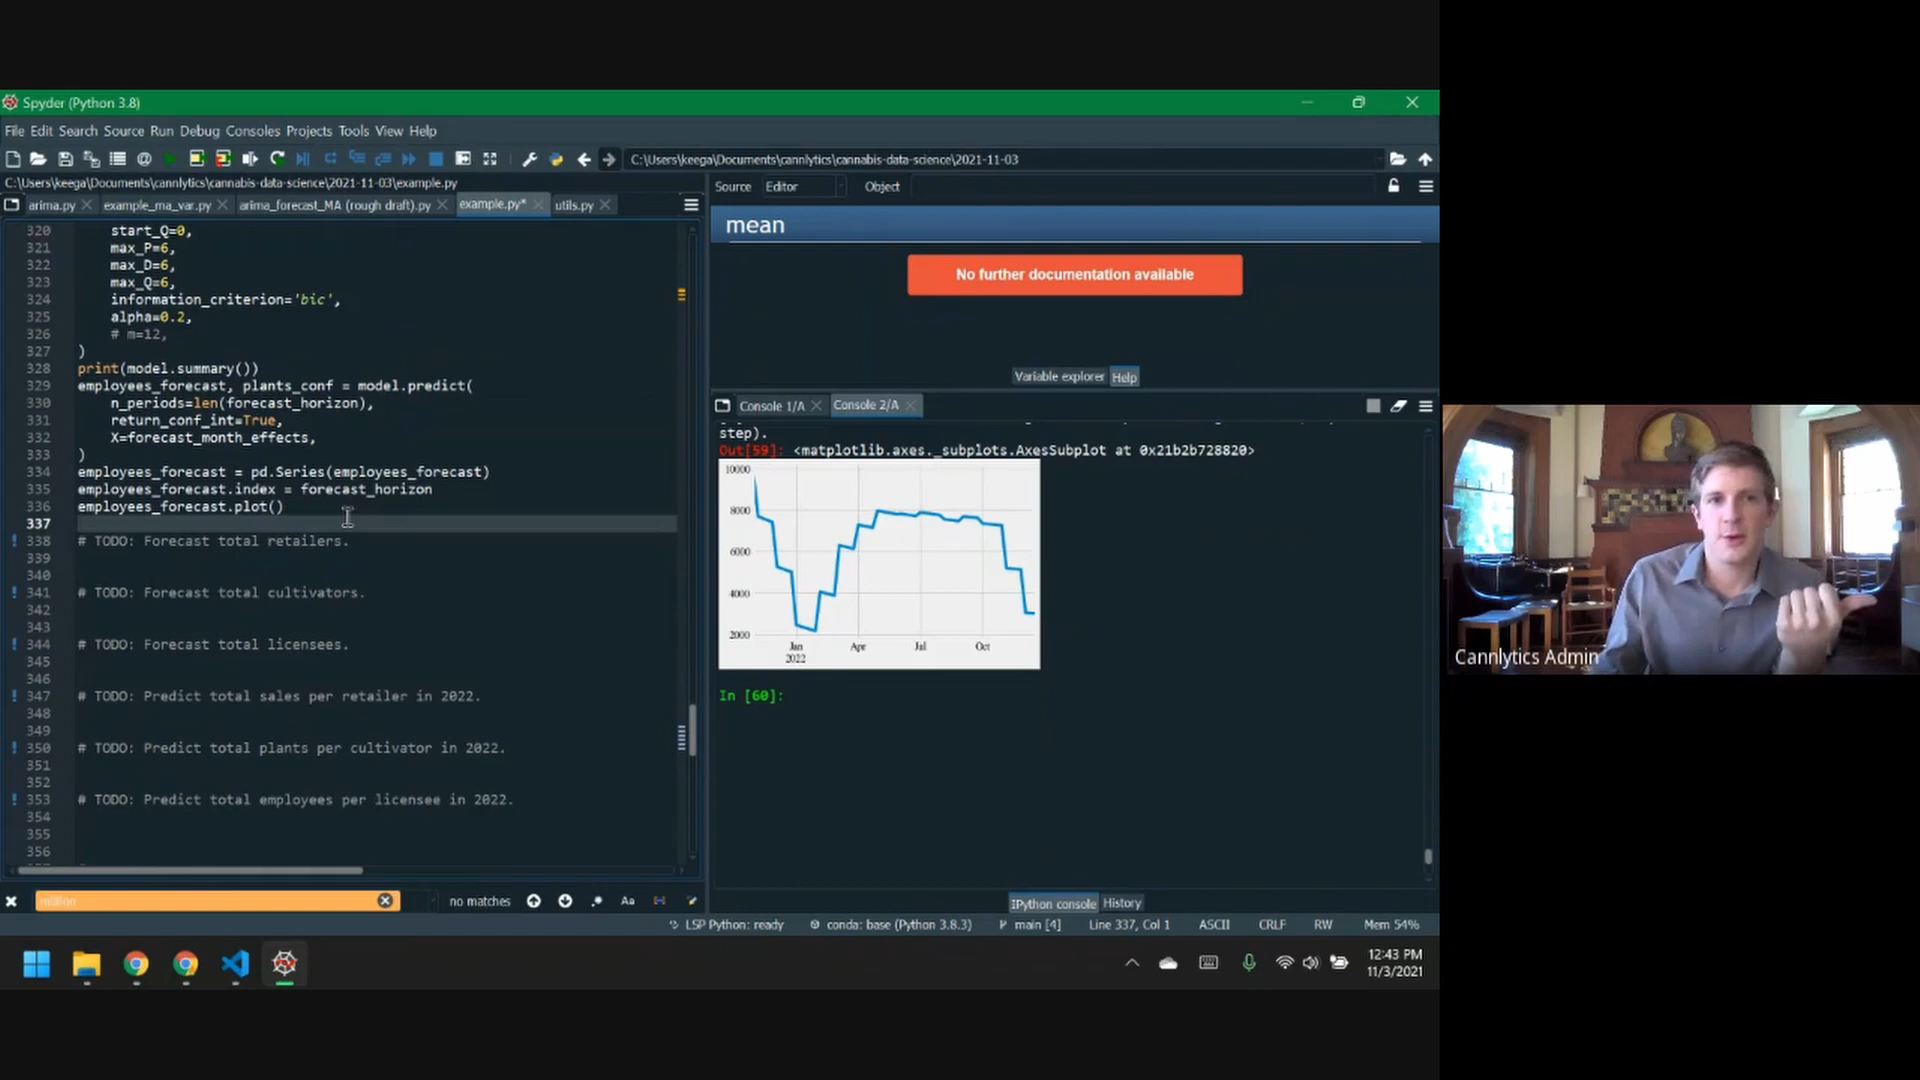 Spyder (Python 3.8)
File Edit Search Source Run Debug Consoles Projects Tools View Help
C:\Users\keega\Documents\cannlytics\cannabis-data-science\2021-11-03
C:\Users\keega\Documents\cannlytics\cannabis-data-science\2021-11-03\example.py
arima.py example_ma_var.py arima_forecast_MA (rough draft).py example.py* utils.py
320 start_Q=0,
321 max_P=6,
322 max_D=6,
323 max_Q=6,
324 information_criterion='bic',
325 alpha=0.2,
326 # m=12,
327 )
328 print(model.summary())
329 employees_forecast, plants_conf = model.predict(
330 n_periods=len(forecast_horizon),
331 return_conf_int=True,
332 X=forecast_month_effects,
333 )
334 employees_forecast = pd.Series(employees_forecast)
335 employees_forecast.index = forecast_horizon
336 employees_forecast.plot()
337
338 # TODO: Forecast total retailers.
339
340
341 # TODO: Forecast total cultivators.
342
343
344 # TODO: Forecast total licensees.
345
346
347 # TODO: Predict total sales per retailer in 2022.
348
349
350 # TODO: Predict total plants per cultivator in 2022.
351
352
353 # TODO: Predict total employees per licensee in 2022.
354
355
356
million no matches Aa
Source Editor Object
mean
No further documentation available
Variable explorer Help
Console 1/A Console 2/A
step).
Out[59]: <matplotlib.axes._subplots.AxesSubplot at 0x21b2b728820>
10000
8000
6000
4000
2000
Jan Apr Jul Oct
2022
In [60]:
IPython console History
LSP Python: ready conda: base (Python 3.8.3) main [4] Line 337, Col 1 ASCII CRLF RW Mem 54%
12:43 PM
11/3/2021
Cannlytics Admin